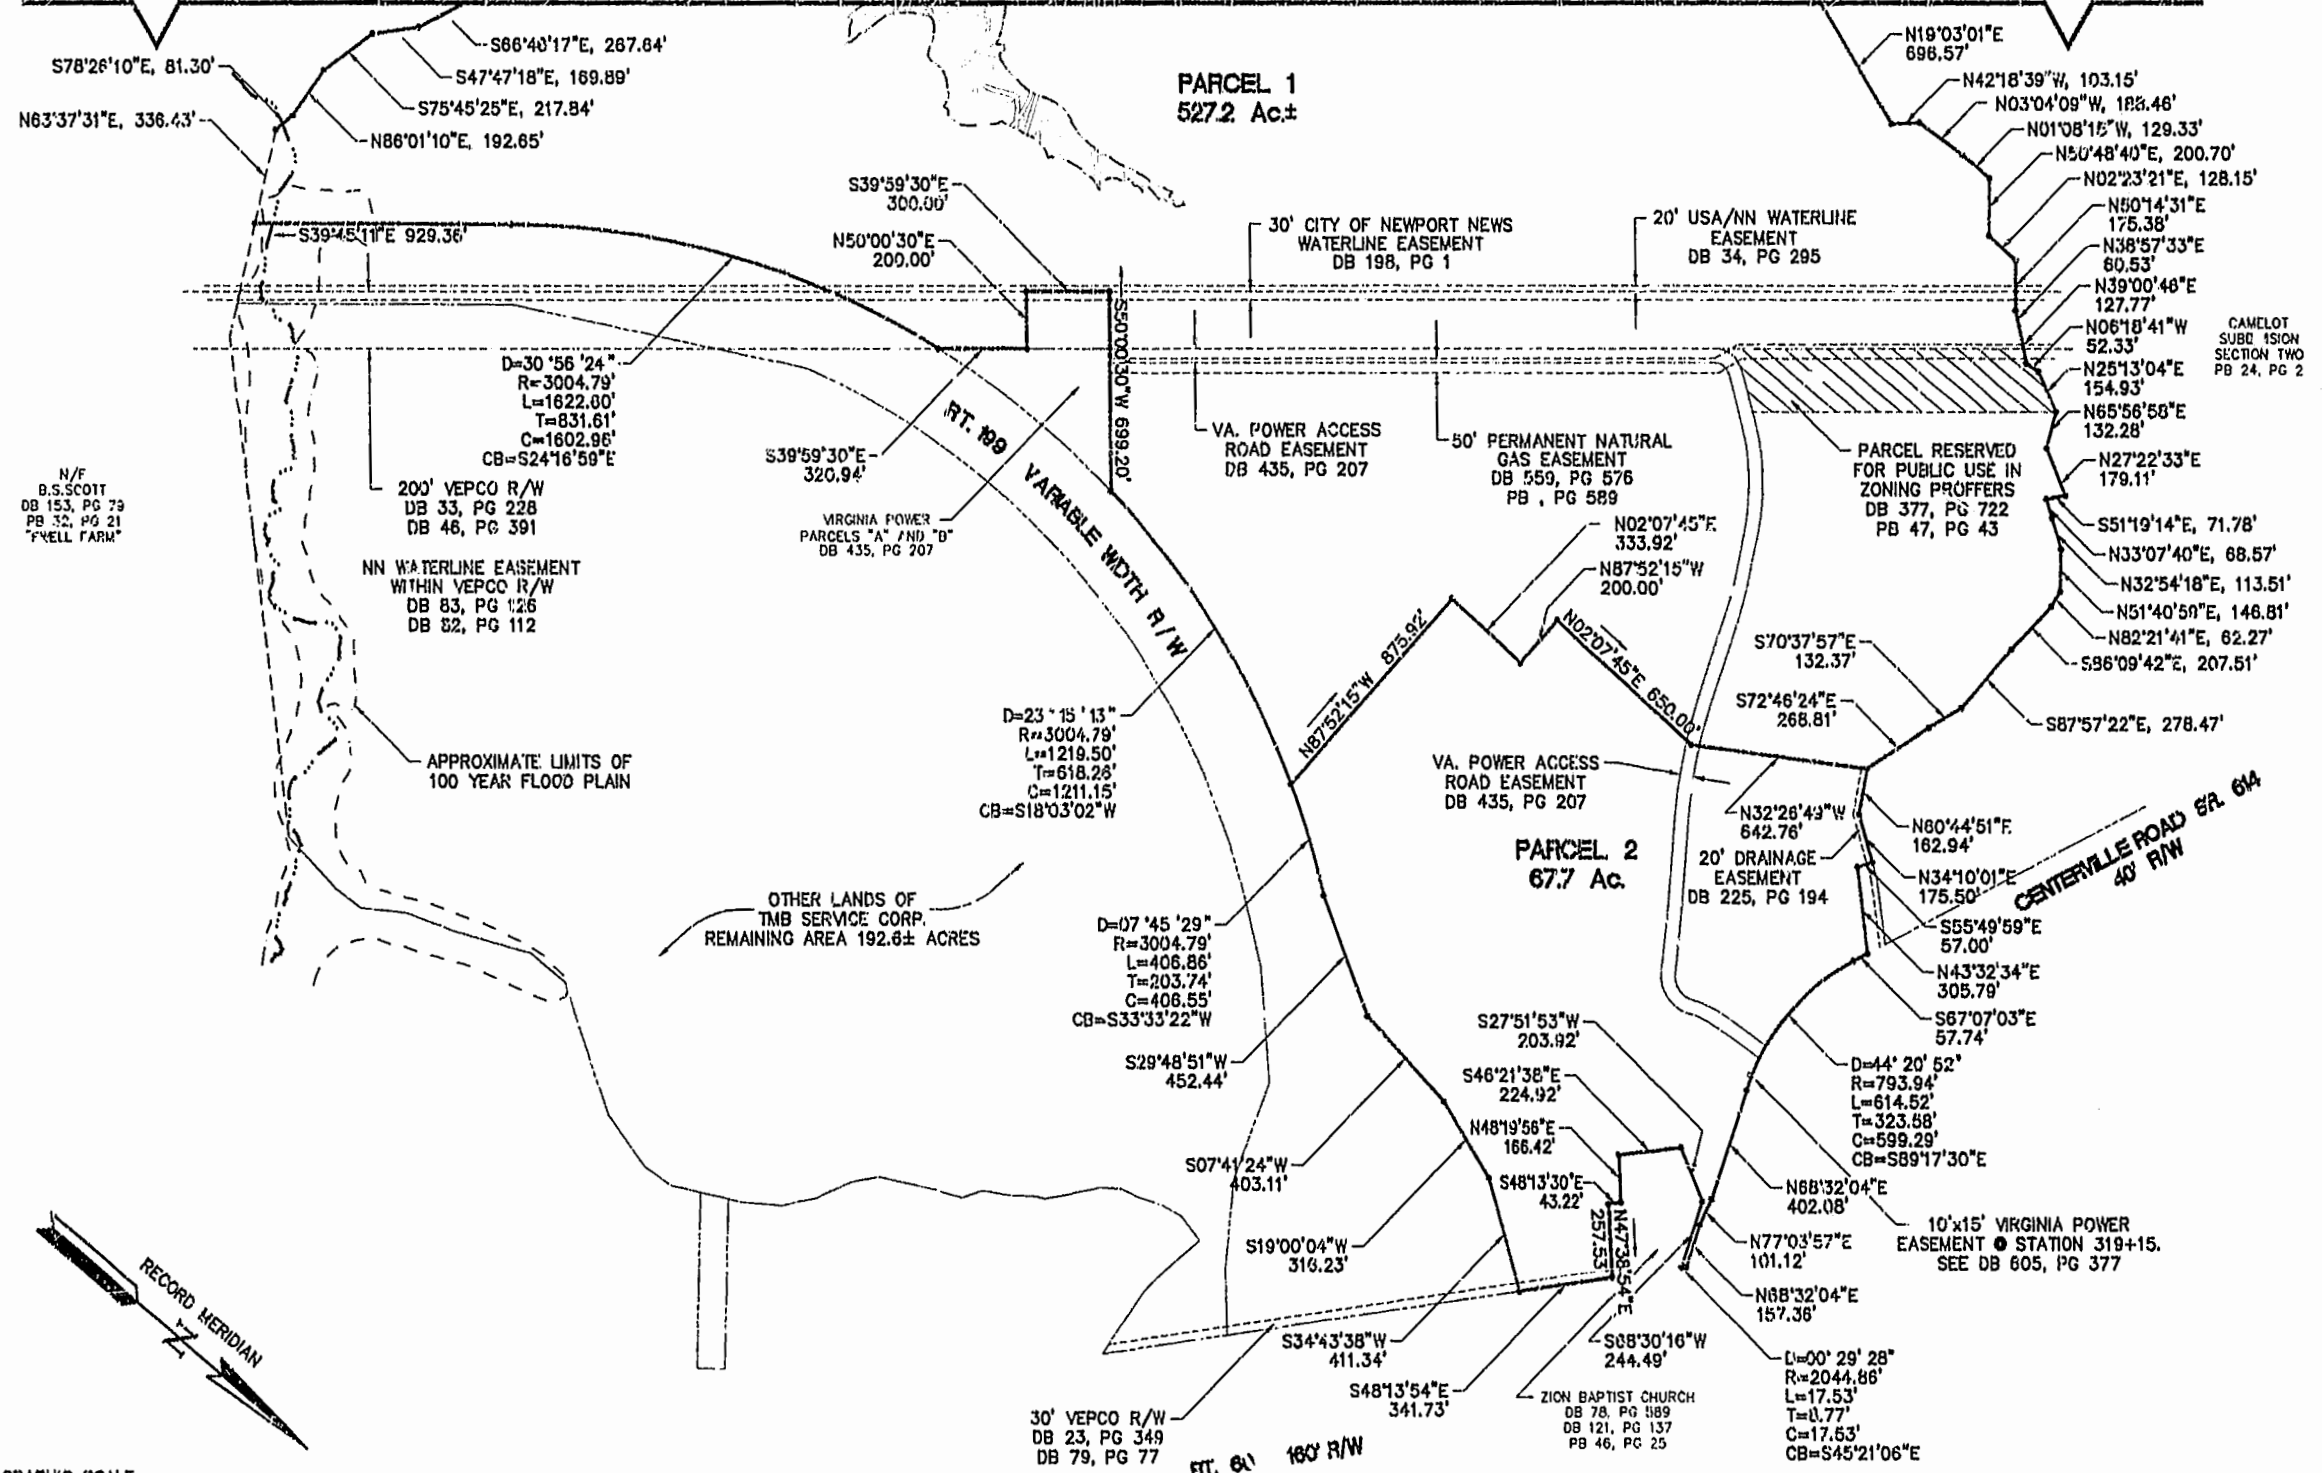 S78°26'10"E, 81.30'
N63°37'31"E, 336.43'
S66°40'17"E, 267.64'
S47°47'18"E, 169.89'
S75°45'25"E, 217.84'
N86°01'10"E, 192.65'
PARCEL 1
527.2 Ac.±
N19°03'01"E
696.57'
N42°18'39"W, 103.15'
N03°04'09"W, 188.46'
N01°08'15"W, 129.33'
N50°48'40"E, 200.70'
N02°23'21"E, 128.15'
N50°14'31"E
175.38'
N38°57'33"E
60.53'
N39°00'46"E
127.77'
N06°18'41"W
52.33'
N25°13'04"E
154.93'
N65°56'58"E
132.28'
N27°22'33"E
179.11'
S51°19'14"E, 71.78'
N33°07'40"E, 68.57'
N32°54'18"E, 113.51'
N51°40'50"E, 146.81'
N82°21'41"E, 62.27'
S86°09'42"E, 207.51'
S87°57'22"E, 278.47'
CAMELOT
SECTION TWO
PB 24, PG 2
S39°45'11"E 929.36'
S39°59'30"E
300.00'
N50°00'30"E
200.00'
30' CITY OF NEWPORT NEWS
WATERLINE EASEMENT
DB 198, PG 1
20' USA/NN WATERLINE
EASEMENT
DB 34, PG 295
S50°00'30"W 699.20'
D=30°56'24"
R=3004.79'
L=1622.60'
T=831.61'
C=1602.96'
CB=S24°16'59"E
S39°59'30"E
320.94'
RT. 199 VARIABLE WIDTH R/W
VIRGINIA POWER
PARCELS "A" AND "B"
DB 435, PG 207
VA. POWER ACCESS
ROAD EASEMENT
DB 435, PG 207
50' PERMANENT NATURAL
GAS EASEMENT
DB 559, PG 576
PB , PG 589
PARCEL RESERVED
FOR PUBLIC USE IN
ZONING PROFFERS
DB 377, PG 722
PB 47, PG 43
N/F
B.S.SCOTT
DB 153, PG 79
PB 32, PG 21
FARM"
200' VEPCO R/W
DB 33, PG 228
DB 46, PG 391
NN WATERLINE EASEMENT
WITHIN VEPCO R/W
DB 83, PG 126
DB 82, PG 112
N02°07'45"E
333.92'
N87°52'15"W
200.00'
N87°52'15"W 875.92'
N02°07'45"E 650.00'
S70°37'57"E
132.37'
S72°46'24"E
268.81'
APPROXIMATE LIMITS OF
100 YEAR FLOOD PLAIN
D=23°15'13"
R=3004.79'
L=1219.50'
T=618.26'
C=1211.15'
CB=S18°03'02"W
VA. POWER ACCESS
ROAD EASEMENT
DB 435, PG 207
N32°26'49"W
642.76'
PARCEL 2
67.7 Ac.
20' DRAINAGE
EASEMENT
DB 225, PG 194
N60°44'51"E
162.94'
N34°10'01"E
175.50'
CENTERVILLE ROAD SR. 614
40' R/W
S55°49'59"E
57.00'
N43°32'34"E
305.79'
S67°07'03"E
57.74'
OTHER LANDS OF
TMB SERVICE CORP.
REMAINING AREA 192.6± ACRES
D=07°45'29"
R=3004.79'
L=406.86'
T=203.74'
C=406.55'
CB=S33°33'22"W
S29°48'51"W
452.44'
S27°51'53"W
203.92'
S46°21'38"E
224.92'
N48°19'56"E
166.42'
S48°13'30"E
43.22'
D=44°20'52"
R=793.94'
L=614.52'
T=323.58'
C=599.29'
CB=S89°17'30"E
S07°41'24"W
403.11'
S19°00'04"W
316.23'
N47°38'54"E
257.53
N68°32'04"E
402.08'
10'x15' VIRGINIA POWER
EASEMENT @ STATION 319+15.
SEE DB 605, PG 377
N77°03'57"E
101.12'
N68°32'04"E
157.36'
RECORD MERIDIAN
N
S34°43'38"W
411.34'
S68°30'16"W
244.49'
S48°13'54"E
341.73'
ZION BAPTIST CHURCH
DB 78, PG 589
DB 121, PG 137
PB 46, PG 25
D=00°29'28"
R=2044.86'
L=17.53'
T=8.77'
C=17.53'
CB=S45°21'06"E
30' VEPCO R/W
DB 23, PG 349
DB 79, PG 77
RT. 60 160' R/W